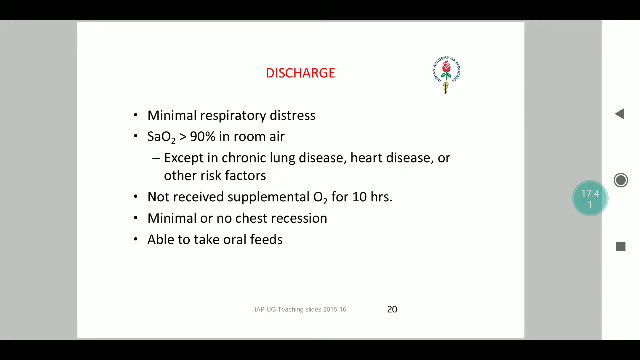 DISCHARGE
• Minimal respiratory distress
• SaO2 > 90% in room air
– Except in chronic lung disease, heart disease, or
other risk factors
• Not received supplemental O2 for 10 hrs.
• Minimal or no chest recession
• Able to take oral feeds
17:4
1
IAP UG Teaching slides 2015-16
20